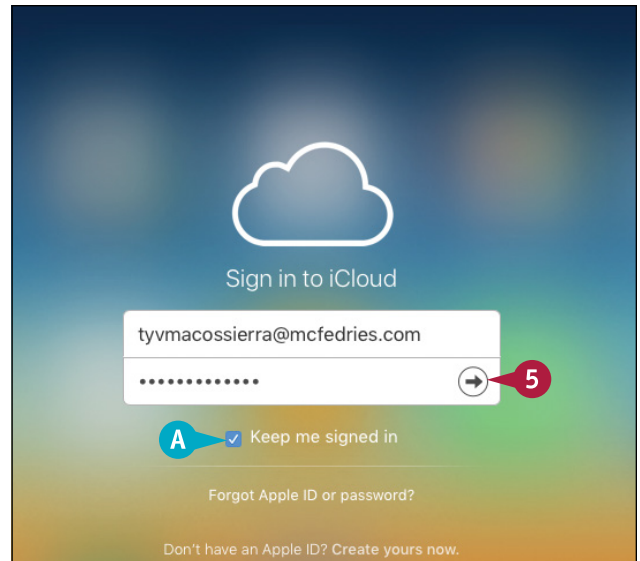 Sign in to iCloud
tyvmacossierra@mcfedries.com
•••••••••••••
5
A
Keep me signed in
Forgot Apple ID or password?
Don't have an Apple ID? Create yours now.